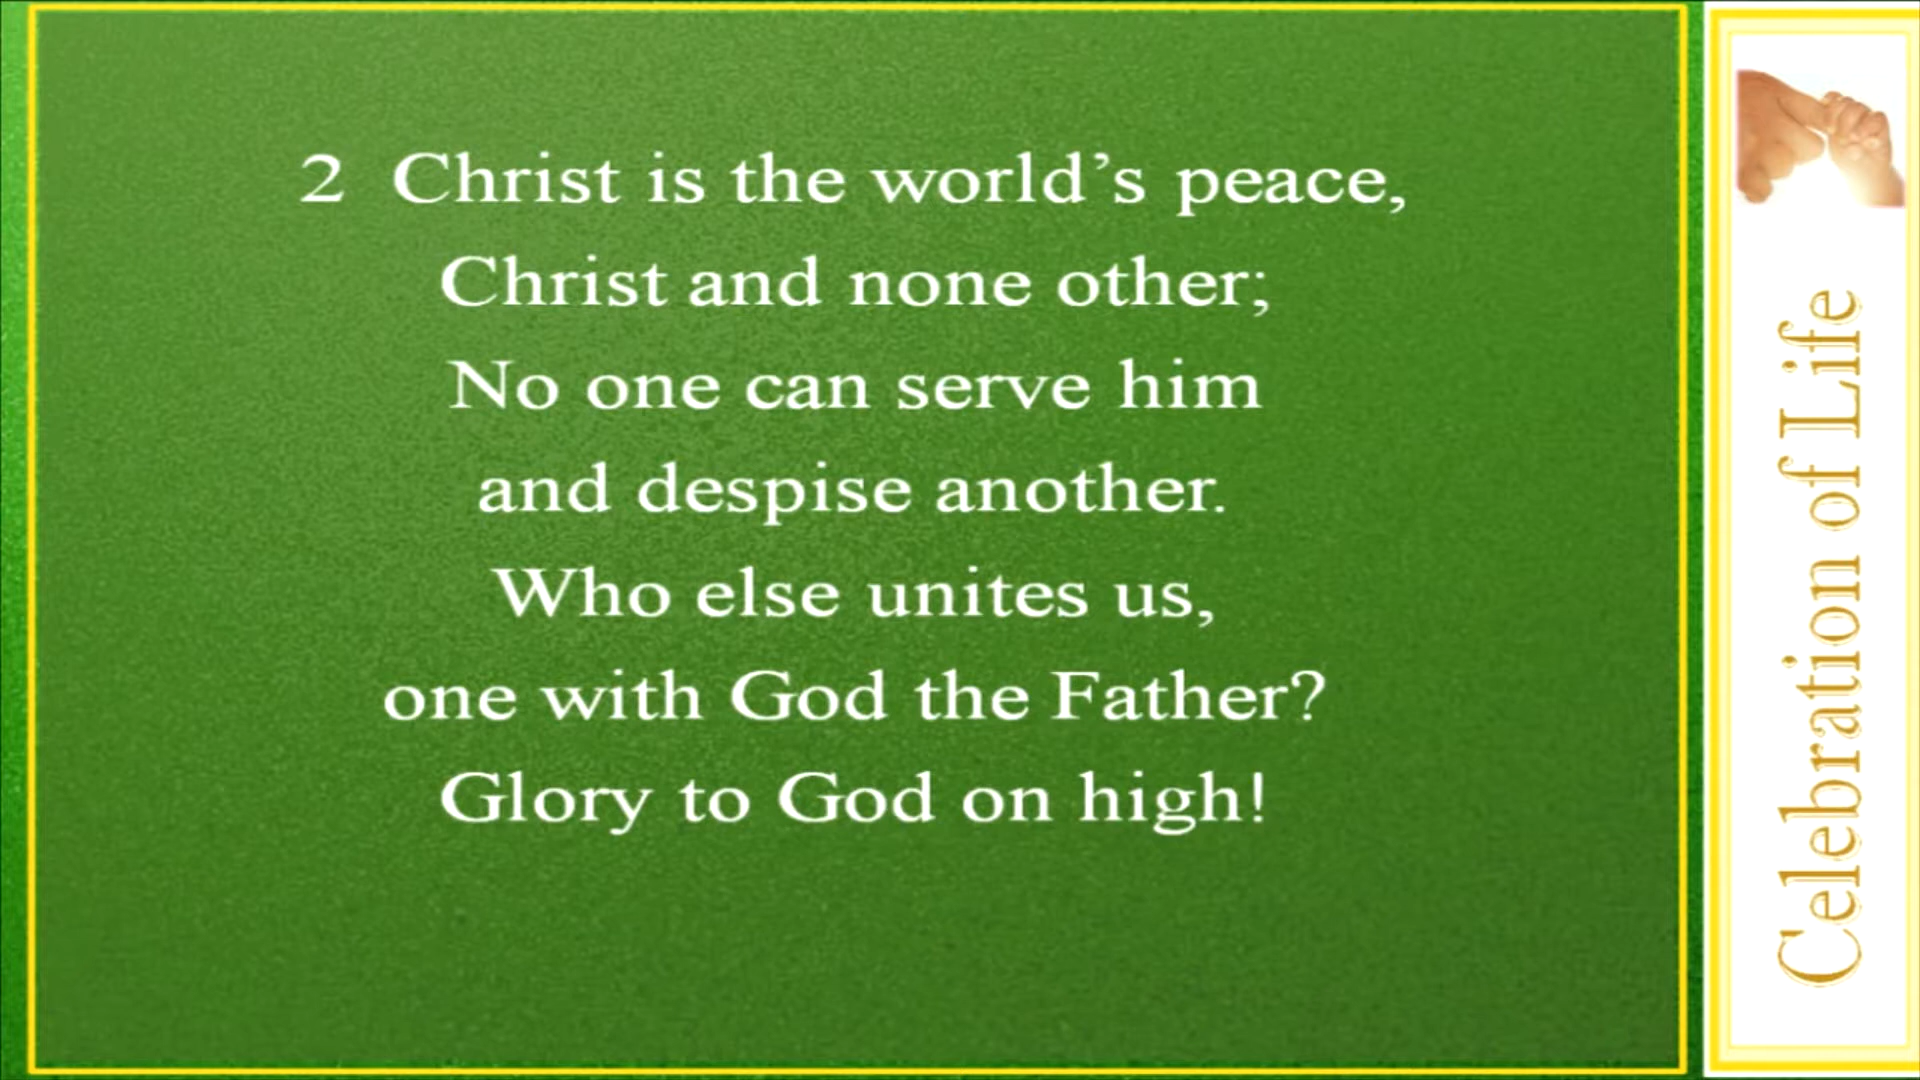 2 Christ is the world’s peace,
Christ and none other;
No one can serve him
and despise another.
Who else unites us,
one with God the Father?
Glory to God on high!
Celebration of Life